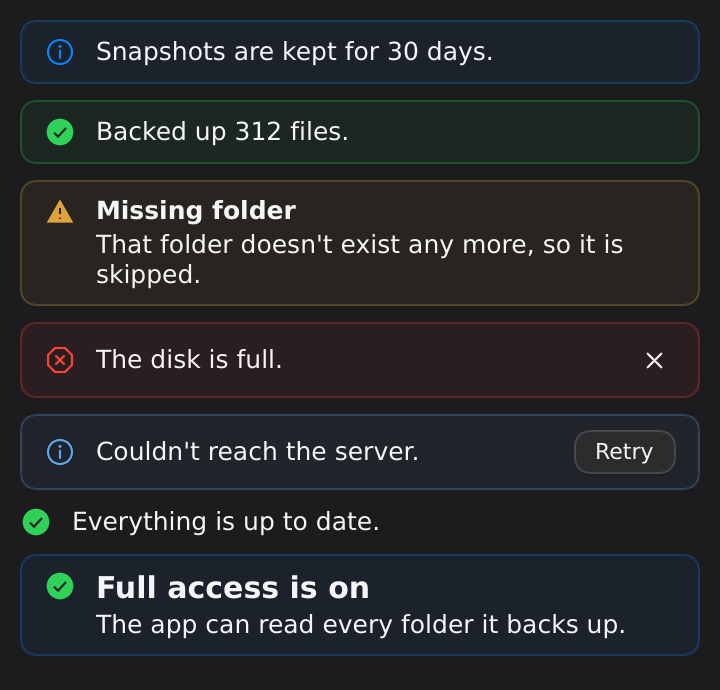 Snapshots are kept for 30 days.
Backed up 312 files.
Missing folder
That folder doesn't exist any more, so it is
skipped.
The disk is full.
Couldn't reach the server.
Retry
Everything is up to date.
Full access is on
The app can read every folder it backs up.